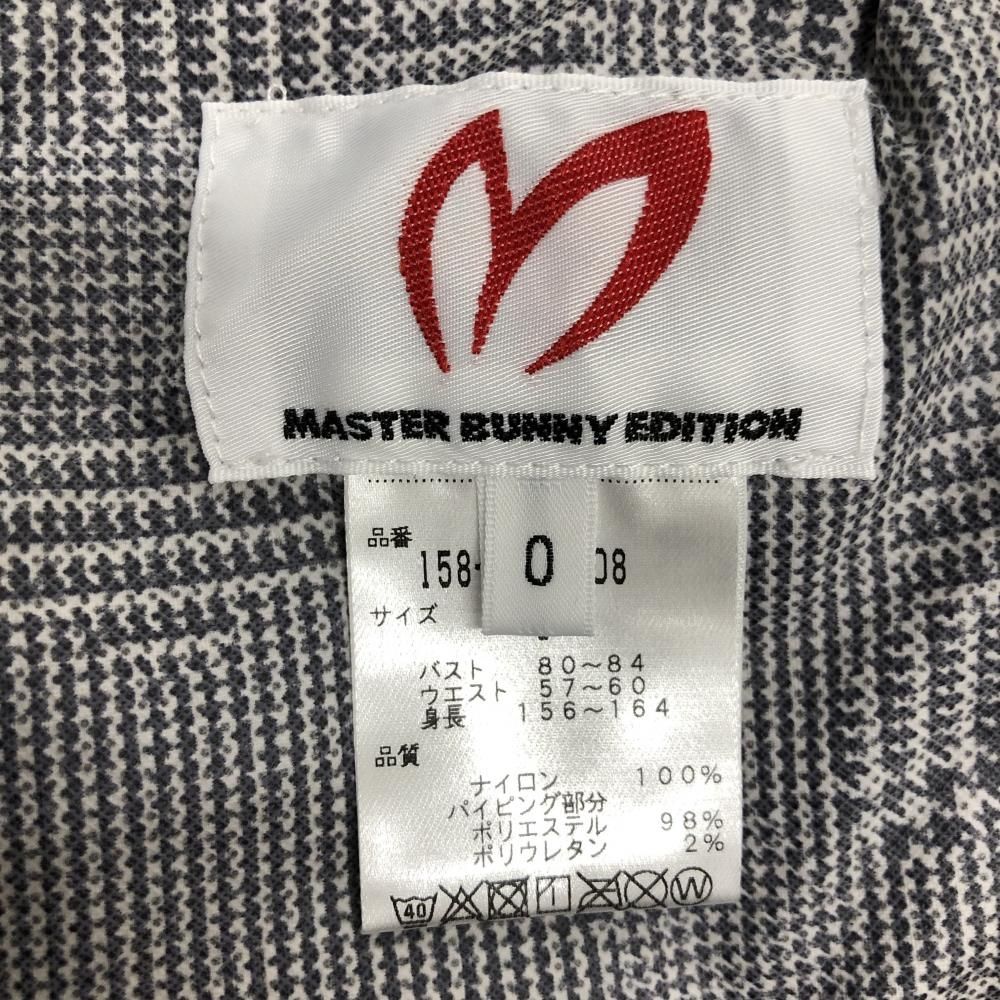 MASTER BUNNY EDITION
品番
158- 0 08
サイズ
バスト 80~84
ウエスト 57~60
身長 156~164
品質
ナイロン 100%
パイピング部分
ポリエステル 98%
ポリウレタン 2%
40 W